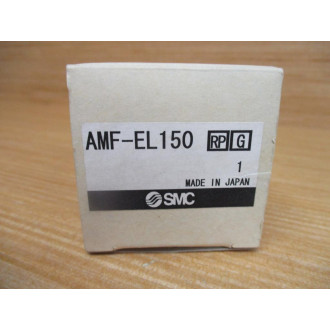 AMF-EL150 RP G
1
MADE IN JAPAN
SMC